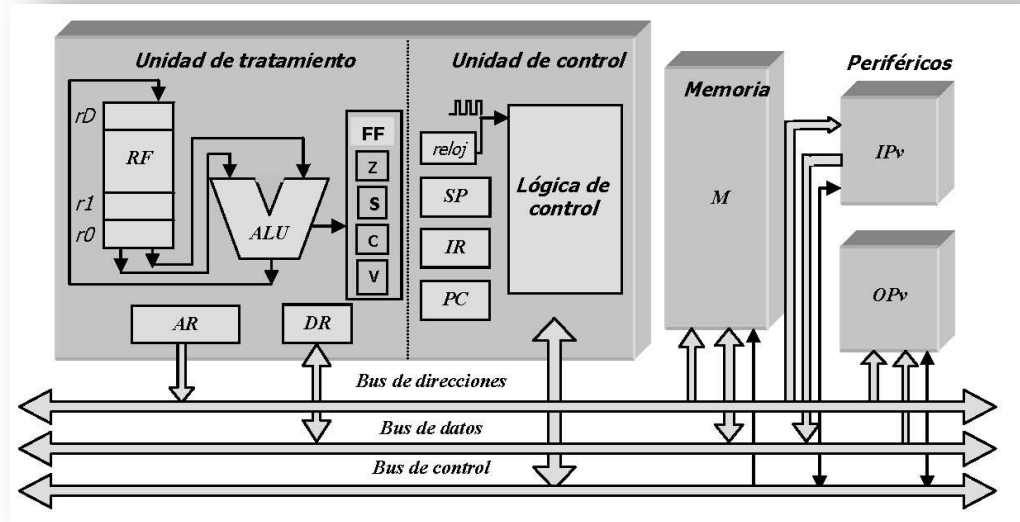 Unidad de tratamiento
rD
RF
r1
r0
ALU
FF
Z
S
C
V
AR
DR
Unidad de control
reloj
SP
IR
PC
Lógica de
control
Memoria
M
Periféricos
IPv
OPv
Bus de direcciones
Bus de datos
Bus de control